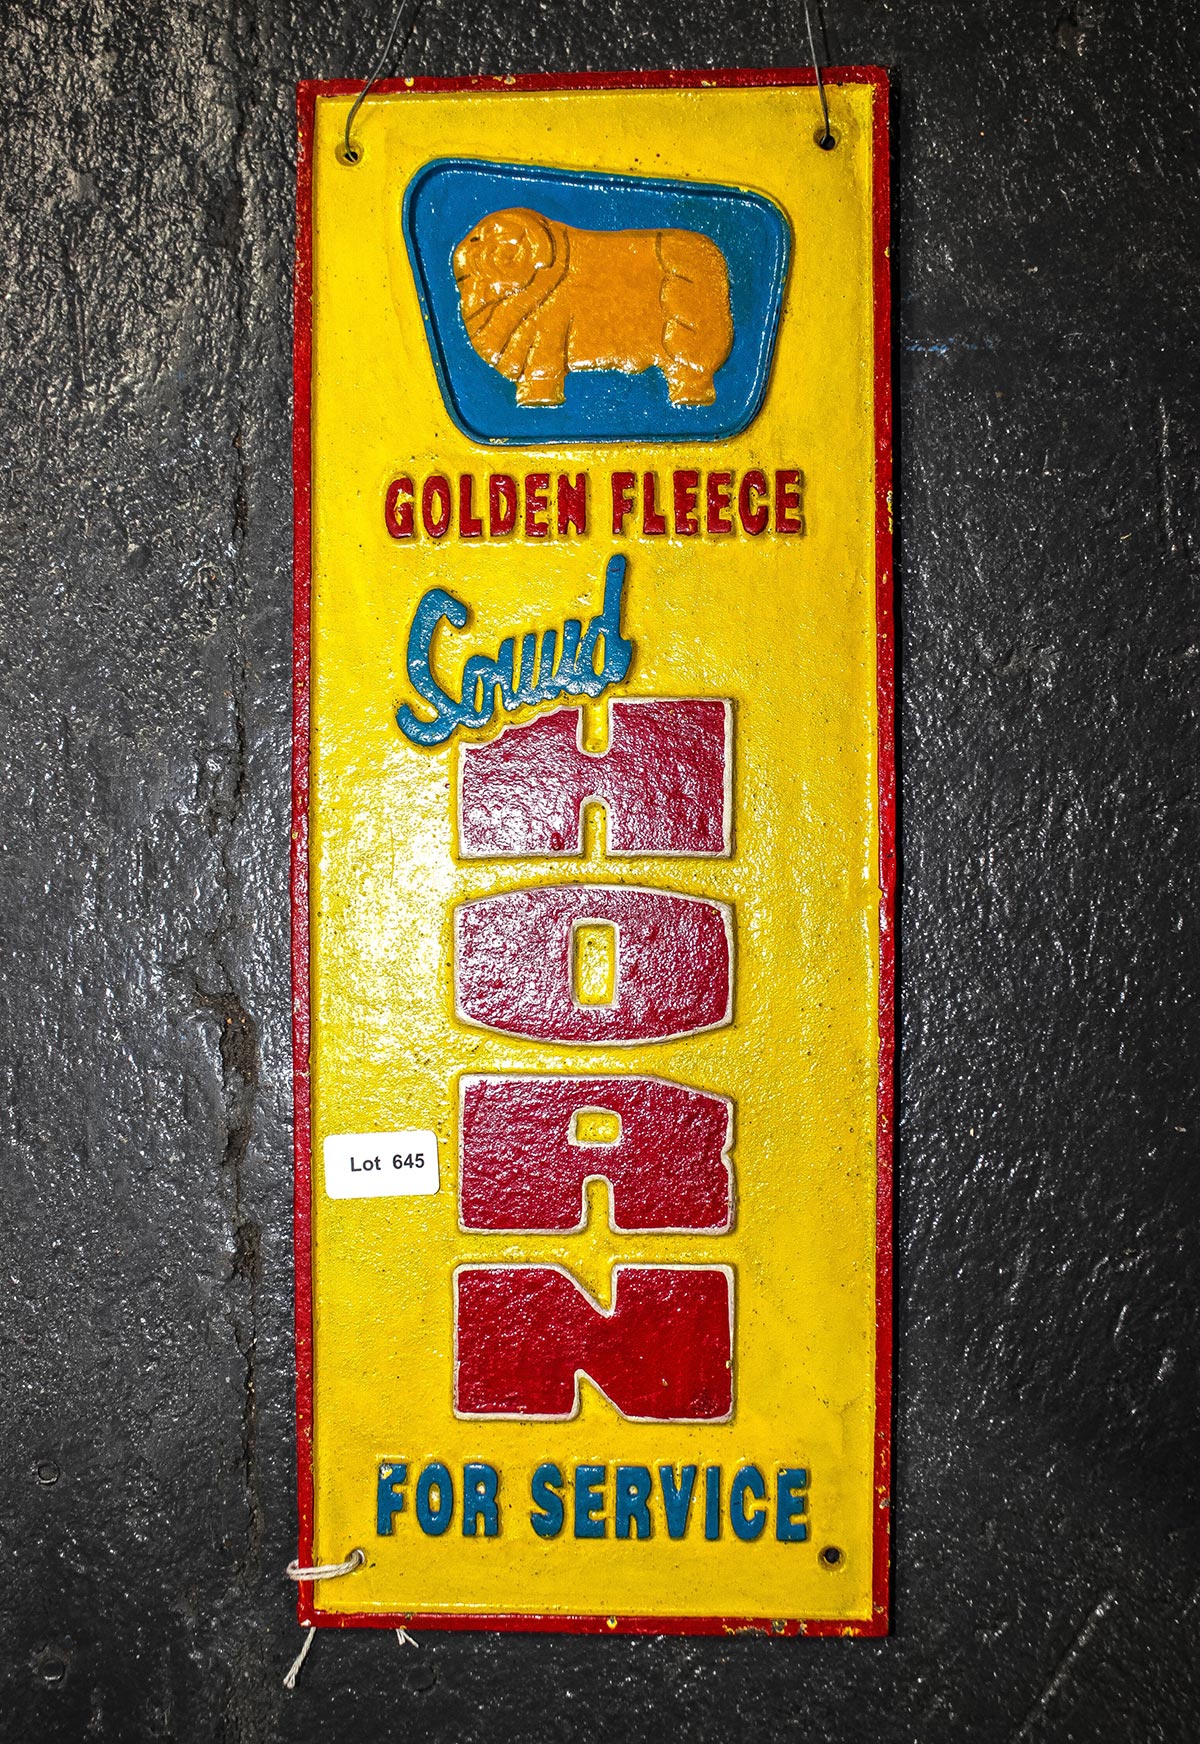 GOLDEN FLEECE
Sound
HORN
Lot 645
FOR SERVICE